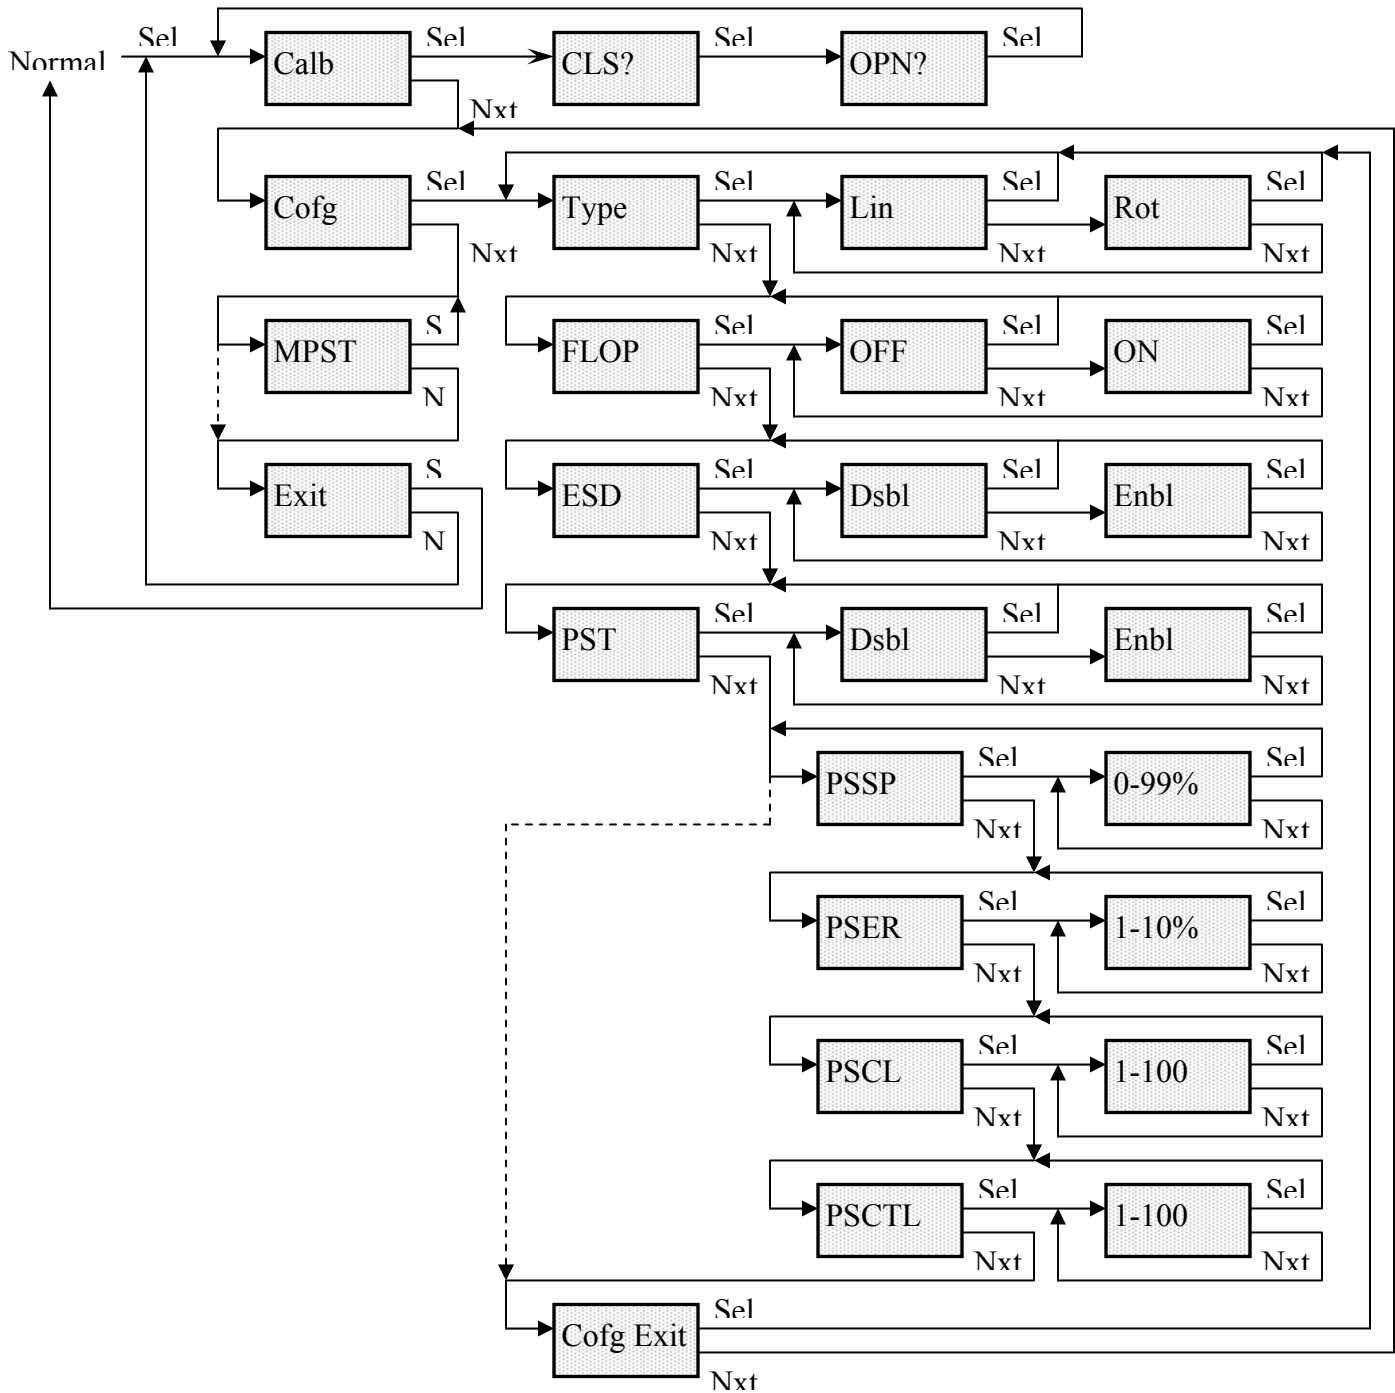 Sel Sel Sel Sel
Normal Calb CLS? OPN?
Nxt
Sel Sel Sel Sel
Cofg Type Lin Rot
Nxt Nxt Nxt Nxt
S Sel Sel Sel
MPST FLOP OFF ON
N Nxt Nxt Nxt
S Sel Sel Sel
Exit ESD Dsbl Enbl
N Nxt Nxt Nxt
Sel Sel Sel
PST Dsbl Enbl
Nxt Nxt Nxt
Sel Sel
PSSP 0-99%
Nxt Nxt
Sel Sel
PSER 1-10%
Nxt Nxt
Sel Sel
PSCL 1-100
Nxt Nxt
Sel Sel
PSCTL 1-100
Nxt Nxt
Sel
Cofg Exit
Nxt